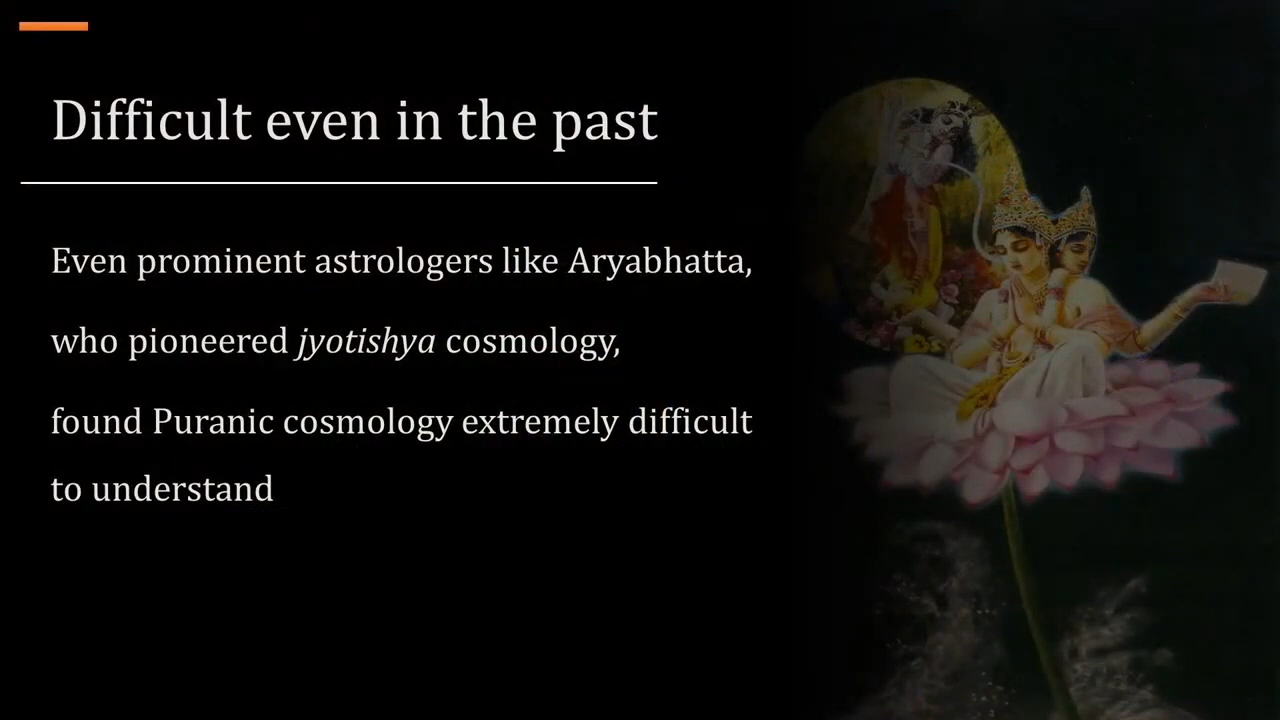 Difficult even in the past
Even prominent astrologers like Aryabhatta,
who pioneered jyotishya cosmology,
found Puranic cosmology extremely difficult
to understand